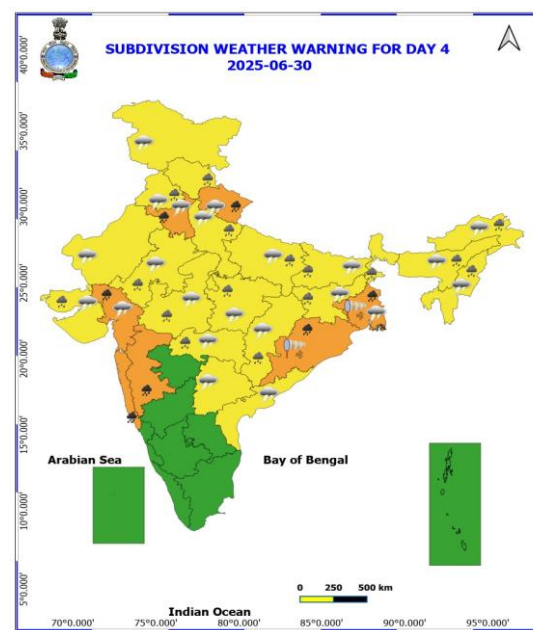 SUBDIVISION WEATHER WARNING FOR DAY 4
2025-06-30
40°0.000'
35°0.000'
30°0.000'
25°0.000'
20°0.000'
15°0.000'
10°0.000'
5°0.000'
Arabian Sea
Bay of Bengal
0 250 500 km
Indian Ocean
70°0.000' 75°0.000' 80°0.000' 85°0.000' 90°0.000' 95°0.000'